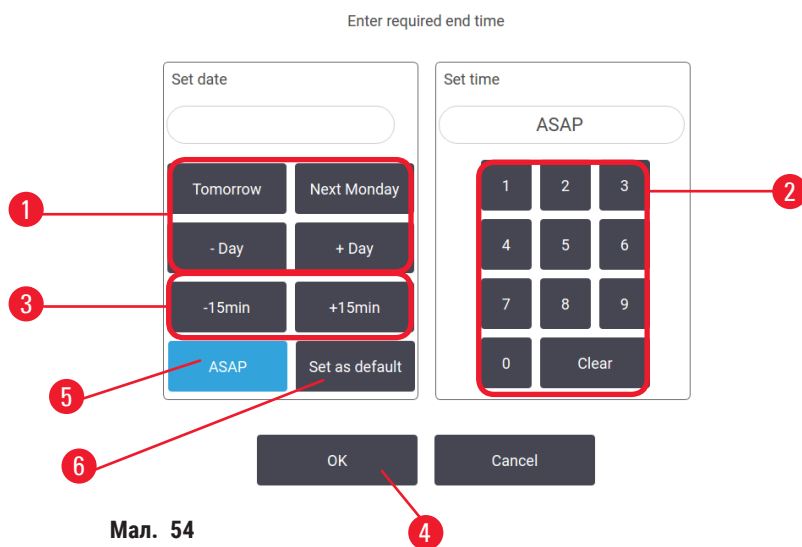 Enter required end time
Set date
Set time
ASAP
Tomorrow Next Monday
1 2 3
2
1
- Day + Day
4 5 6
3
-15min +15min
7 8 9
ASAP Set as default
0 Clear
5
6
OK Cancel
Мал. 54
4